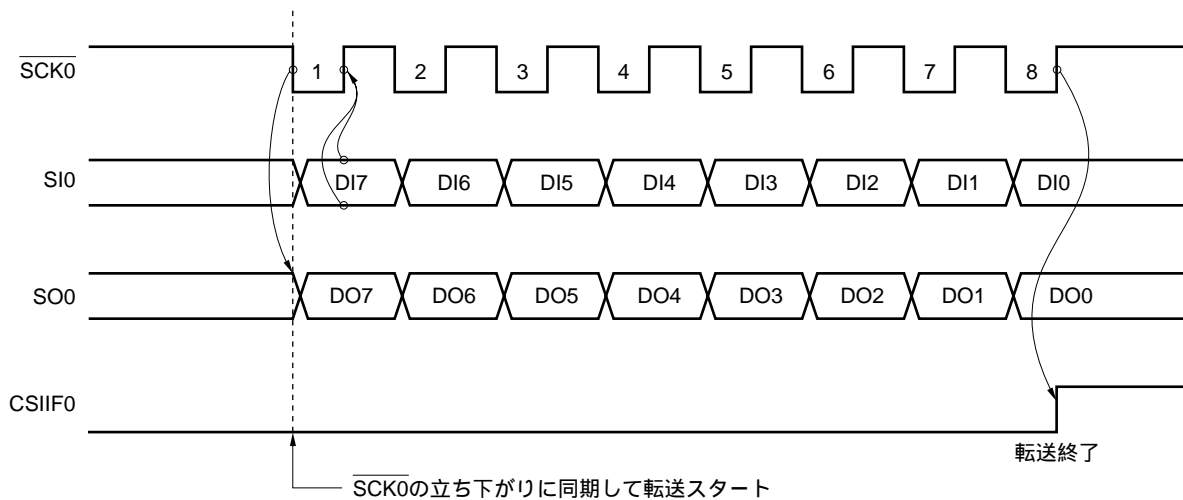 SCK0 1 2 3 4 5 6 7 8
SI0 DI7 DI6 DI5 DI4 DI3 DI2 DI1 DI0
SO0 DO7 DO6 DO5 DO4 DO3 DO2 DO1 DO0
CSIIF0
転送終了
SCK0の立ち下がりに同期して転送スタート